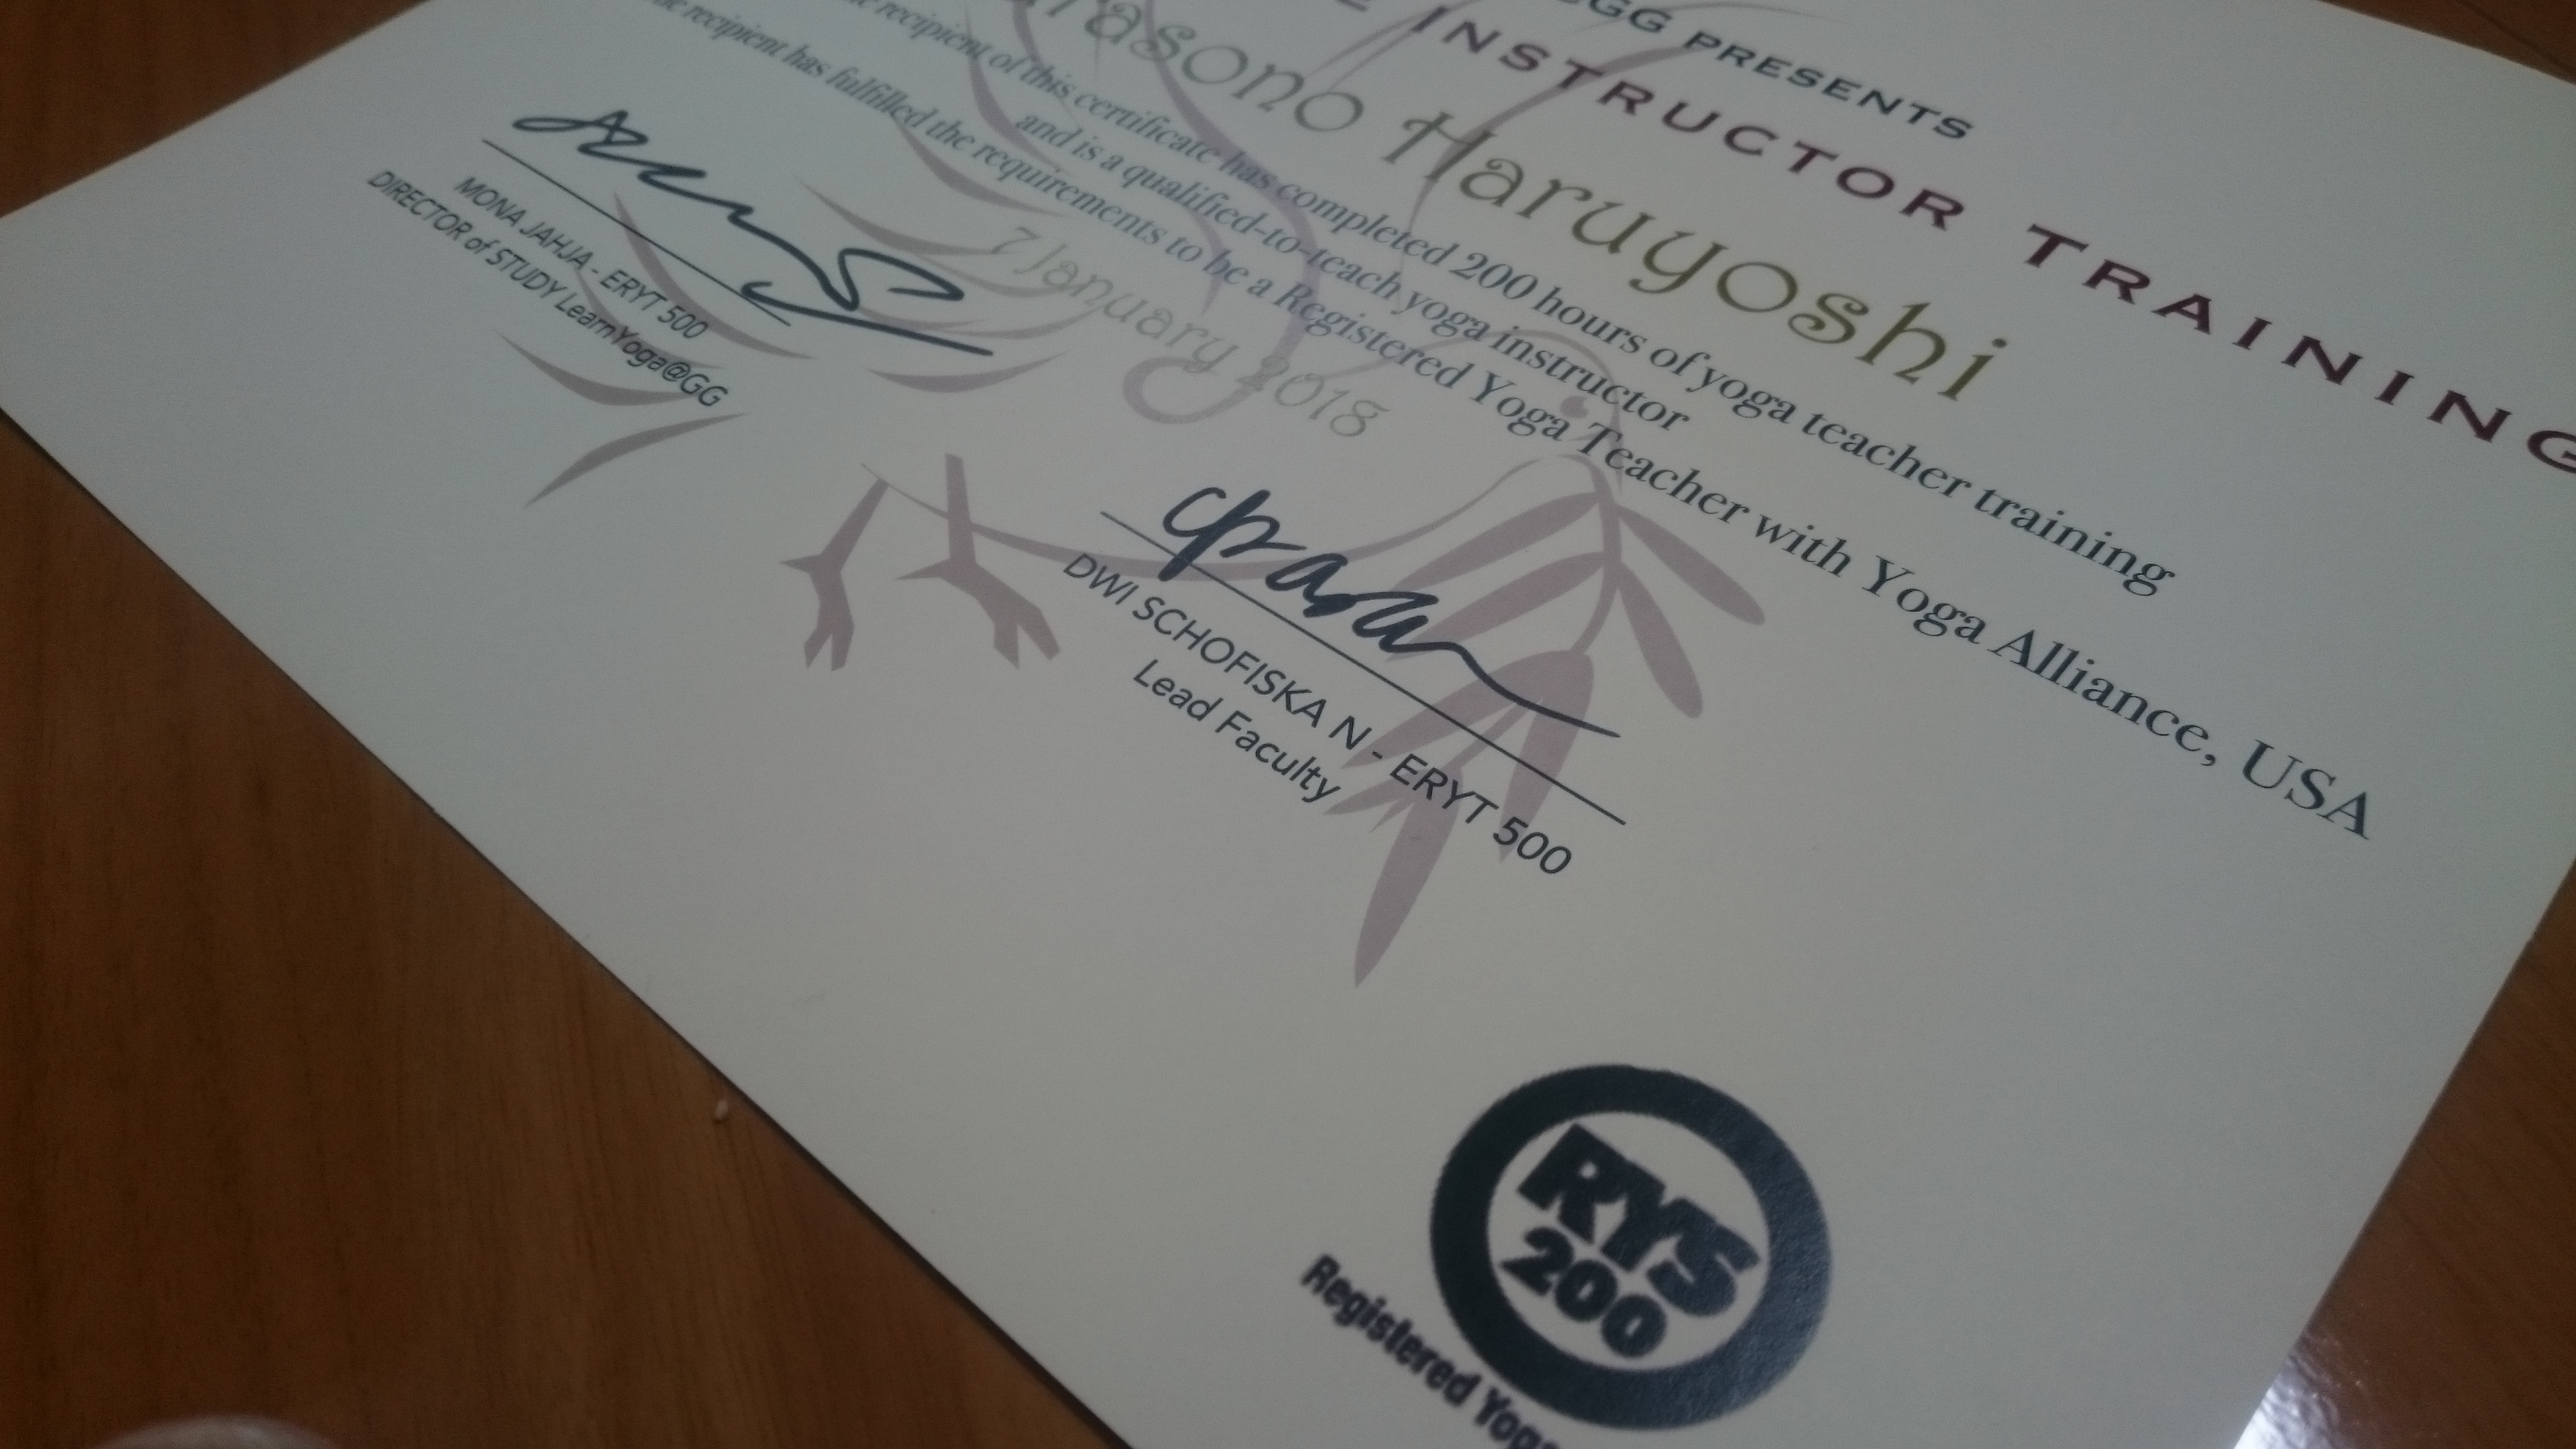 GG PRESENTS
INSTRUCTOR TRAINING
Haruyoshi
recipient of this certificate has completed 200 hours of yoga teacher training
and is a qualified-to-teach yoga instructor
recipient has fulfilled the requirements to be a Registered Yoga Teacher with Yoga Alliance, USA
7 January 2018
MONA JAHJA - ERYT 500
DIRECTOR of STUDY LearnYoga@GG
DWI SCHOFISKA N - ERYT 500
Lead Faculty
RYS
200
Registered